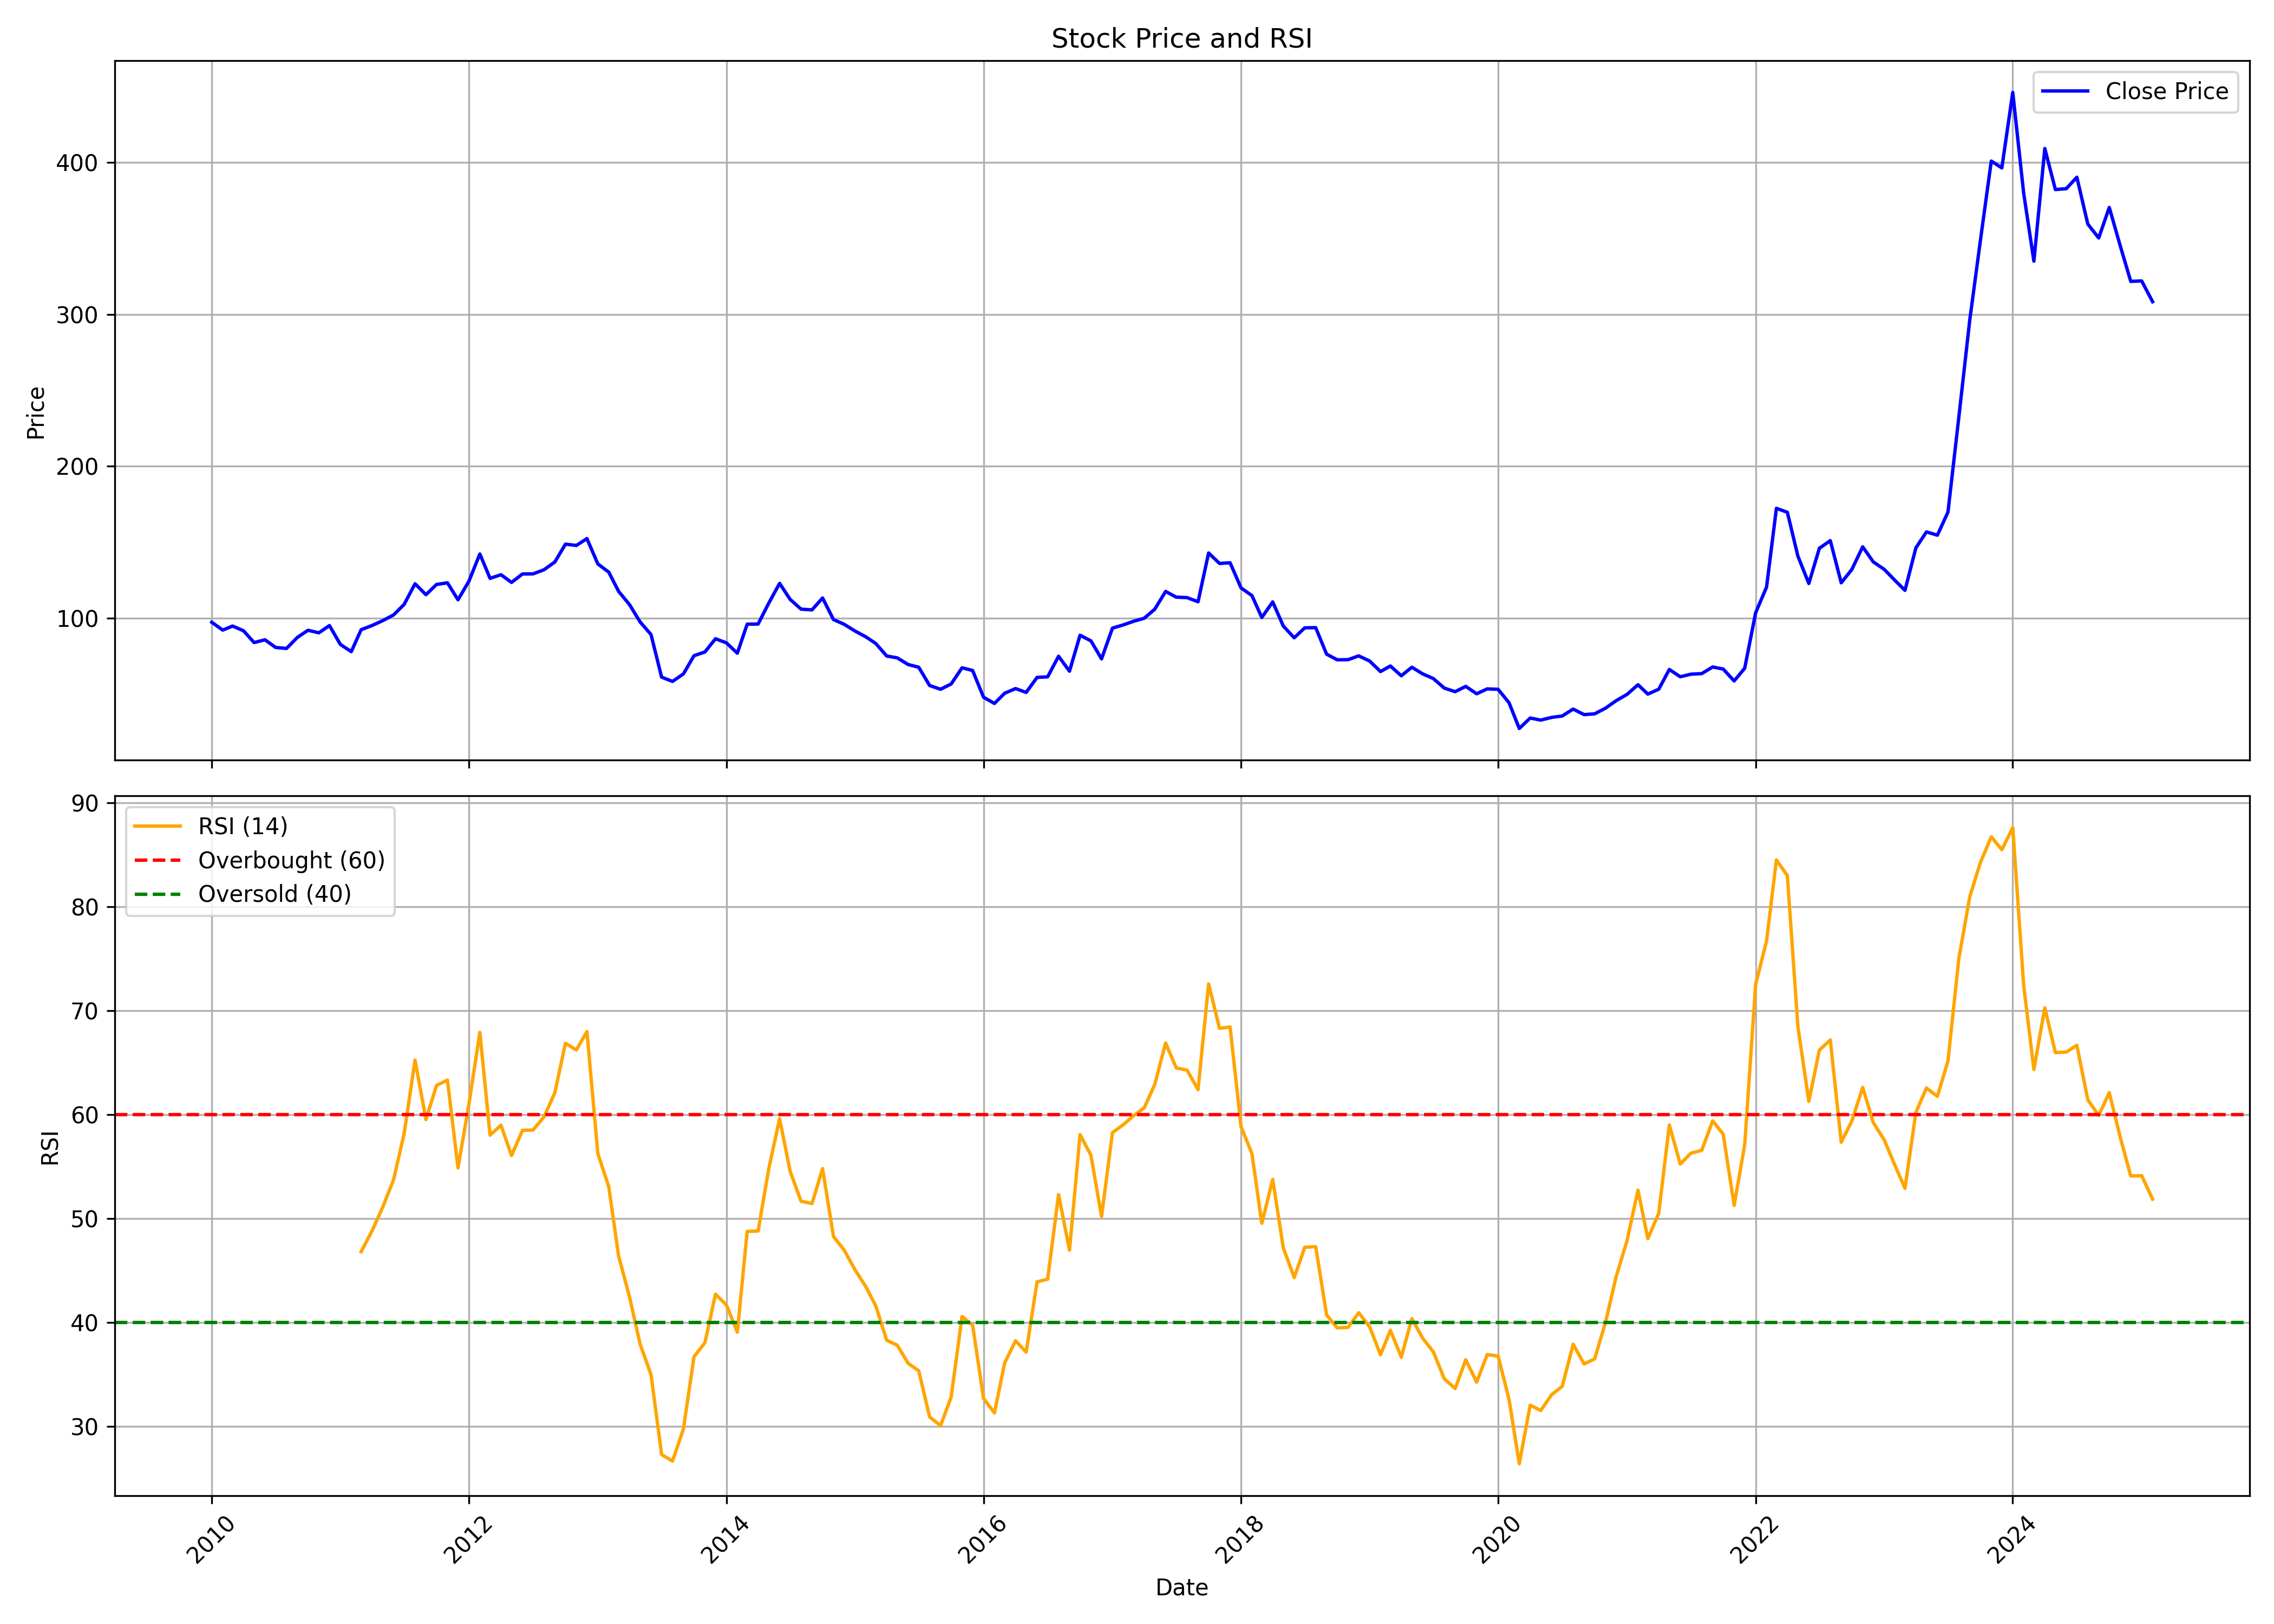 Stock Price and RSI
Close Price
400
300
200
100
Price
90
80
70
60
50
40
30
RSI
RSI (14)
Overbought (60)
Oversold (40)
2010
2012
2014
2016
2018
2020
2022
2024
Date